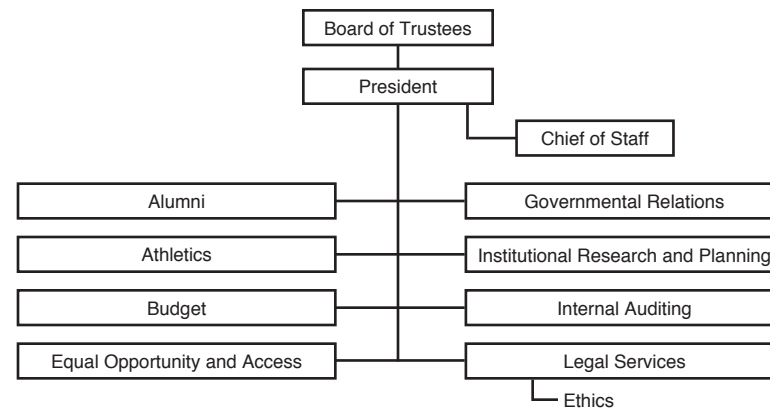 Board of Trustees
President
Chief of Staff
Alumni
Governmental Relations
Athletics
Institutional Research and Planning
Budget
Internal Auditing
Equal Opportunity and Access
Legal Services
Ethics